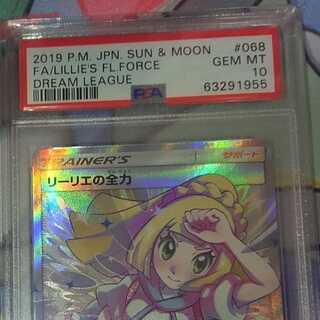 2019 P.M. JPN. SUN & MOON #068
FA/LILLIE'S FL.FORCE GEM MT
DREAM LEAGUE 10
PSA 63291955
TRAINER'S サポート
リーリエの全力